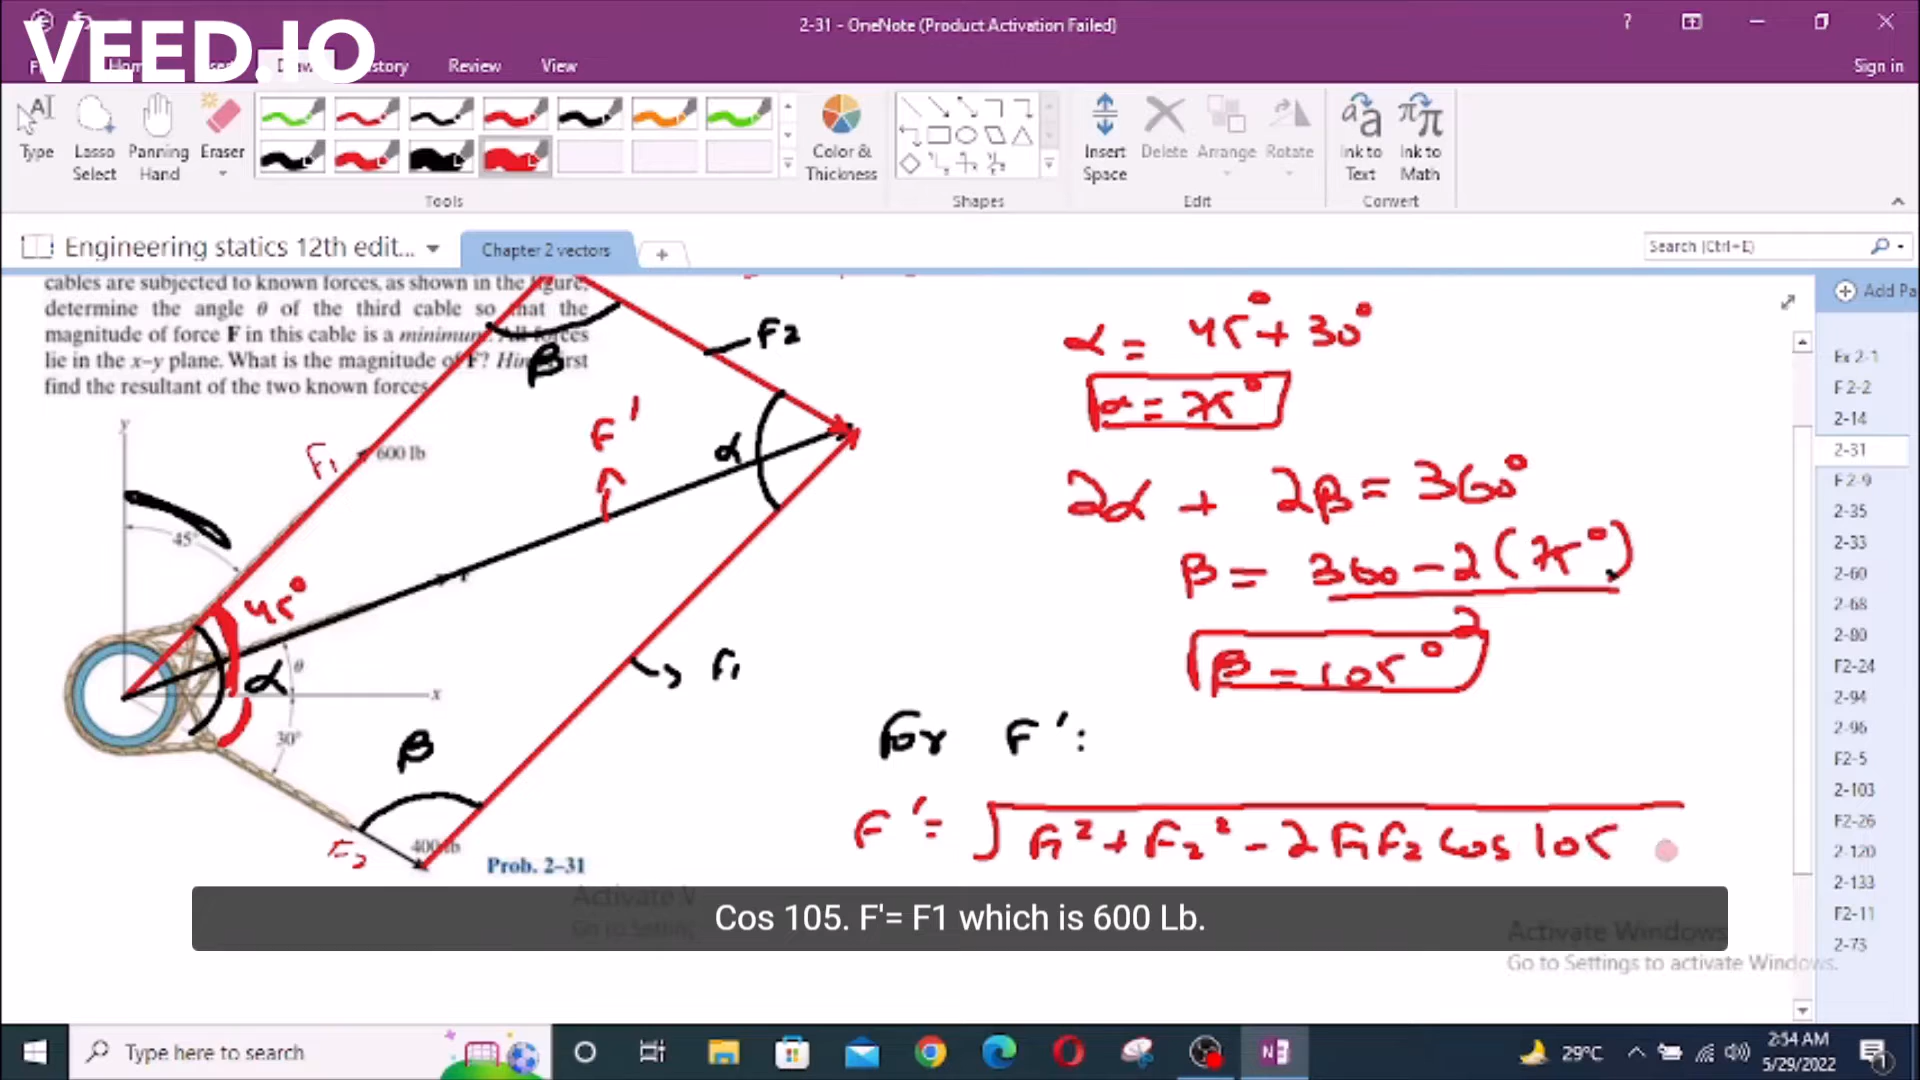 VEED.IO
2-31 - OneNote (Product Activation Failed)
?
Review
View
Sign in
Type
Lasso Select
Panning Hand
Eraser
Color & Thickness
Insert Space
Delete
Arrange
Rotate
Ink to Text
Ink to Math
Tools
Shapes
Edit
Convert
Engineering statics 12th edit...
Chapter 2 vectors
Search (Ctrl+E)
cables are subjected to known forces, as shown in the figure,
determine the angle θ of the third cable so that the
magnitude of force F in this cable is a minimum. All forces
lie in the x–y plane. What is the magnitude of F? Hint: First
find the resultant of the two known forces.
y
F1
600 lb
45°
45°
α
θ
x
30°
β
F2
400 lb
Prob. 2–31
β
F2
F'
α
F1
α = 45° + 30°
α = 75°
2α + 2β = 360°
β = 360 - 2(75°)
2
β = 105°
For F':
F' = √F1² + F2² - 2F1F2 cos 105
Cos 105. F'= F1 which is 600 Lb.
Activate Windows
Go to Settings to activate Windows.
Add Pa
Ex 2-1
F 2-2
2-14
2-31
F 2-9
2-35
2-33
2-60
2-68
2-80
F2-24
2-94
2-96
F2-5
2-103
F2-26
2-120
2-133
F2-11
2-73
Type here to search
29°C
2:54 AM
5/29/2022
1